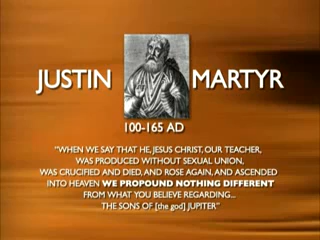 JUSTIN MARTYR
100-165 AD
"WHEN WE SAY THAT HE, JESUS CHRIST, OUR TEACHER,
WAS PRODUCED WITHOUT SEXUAL UNION,
WAS CRUCIFIED AND DIED, AND ROSE AGAIN, AND ASCENDED
INTO HEAVEN WE PROPOUND NOTHING DIFFERENT
FROM WHAT YOU BELIEVE REGARDING...
THE SONS OF [the god] JUPITER"